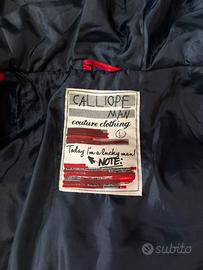 CALLIOPE
MAN
couture clothing
L
Today I'm a lucky man!
NOTE:
subito